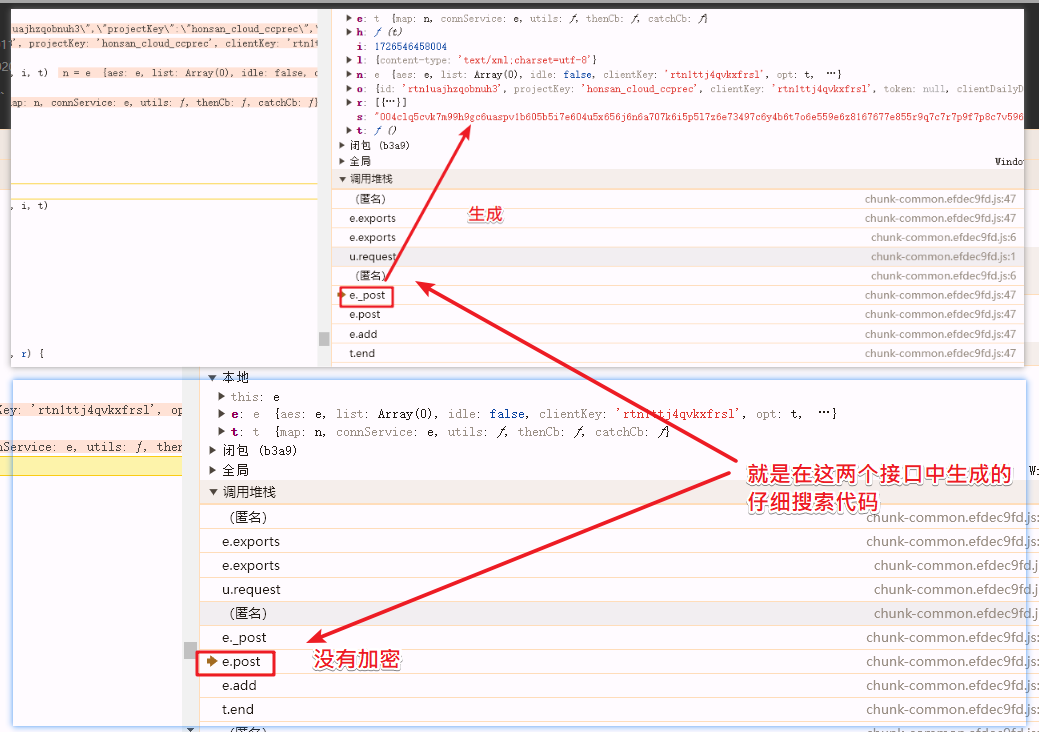 e: t {map: n, connService: e, utils: ƒ, thenCb: ƒ, catchCb: ƒ}
uajhzqobnuh3\",\"projectKey\":\"honsan_cloud_ccprec\",\"
h: ƒ (t)
', projectKey: 'honsan_cloud_ccprec', clientKey: 'rtn1t
i: 1726546458004
l: {content-type: 'text/xml;charset=utf-8'}
, i, t) n = e {aes: e, list: Array(0), idle: false, c
n: e {aes: e, list: Array(0), idle: false, clientKey: 'rtn1ttj4qvkxfrsl', opt: t, …}
o: {id: 'rtn1uajhzqobnuh3', projectKey: 'honsan_cloud_ccprec', clientKey: 'rtn1ttj4qvkxfrsl', token: null, clientDailyD
ap: n, connService: e, utils: ƒ, thenCb: ƒ, catchCb: ƒ}
r: [{…}]
t: ƒ ()
闭包 (b3a9)
全局
Windo
调用堆栈
(匿名) chunk-common.efdec9fd.js:47
, i, t)
生成
e.exports chunk-common.efdec9fd.js:47
e.exports chunk-common.efdec9fd.js:6
u.request chunk-common.efdec9fd.js:1
(匿名) chunk-common.efdec9fd.js:6
e._post chunk-common.efdec9fd.js:47
e.post chunk-common.efdec9fd.js:47
e.add chunk-common.efdec9fd.js:47
, r) {
t.end chunk-common.efdec9fd.js:47
本地
this: e
Key: 'rtn1ttj4qvkxfrsl', op
e: e {aes: e, list: Array(0), idle: false, clientKey: 'rtn1ttj4qvkxfrsl', opt: t, …}
t: t {map: n, connService: e, utils: ƒ, thenCb: ƒ, catchCb: ƒ}
nService: e, utils: ƒ, then
闭包 (b3a9)
全局
就是在这两个接口中生成的
仔细搜索代码
调用堆栈
(匿名) chunk-common.efdec9fd.js:
e.exports chunk-common.efdec9fd.js:
e.exports chunk-common.efdec9fd.j
u.request chunk-common.efdec9fd.j
(匿名) chunk-common.efdec9fd.j
e._post chunk-common.efdec9fd.js:
e.post chunk-common.efdec9fd.js:
没有加密
e.add chunk-common.efdec9fd.js:
t.end chunk-common.efdec9fd.js: